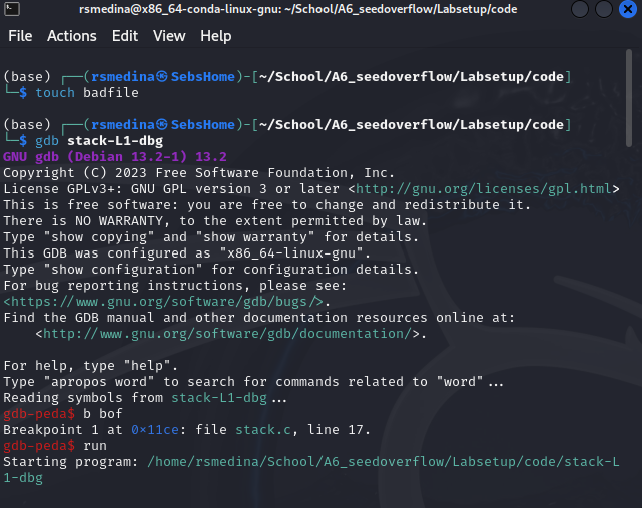 rsmedina@x86_64-conda-linux-gnu: ~/School/A6_seedoverflow/Labsetup/code
File Actions Edit View Help
(base) ┌──(rsmedina㉿SebsHome)-[~/School/A6_seedoverflow/Labsetup/code]
└─$ touch badfile
(base) ┌──(rsmedina㉿SebsHome)-[~/School/A6_seedoverflow/Labsetup/code]
└─$ gdb stack-L1-dbg
GNU gdb (Debian 13.2-1) 13.2
Copyright (C) 2023 Free Software Foundation, Inc.
License GPLv3+: GNU GPL version 3 or later <http://gnu.org/licenses/gpl.html>
This is free software: you are free to change and redistribute it.
There is NO WARRANTY, to the extent permitted by law.
Type "show copying" and "show warranty" for details.
This GDB was configured as "x86_64-linux-gnu".
Type "show configuration" for configuration details.
For bug reporting instructions, please see:
<https://www.gnu.org/software/gdb/bugs/>.
Find the GDB manual and other documentation resources online at:
    <http://www.gnu.org/software/gdb/documentation/>.
For help, type "help".
Type "apropos word" to search for commands related to "word"...
Reading symbols from stack-L1-dbg...
gdb-peda$ b bof
Breakpoint 1 at 0x11ce: file stack.c, line 17.
gdb-peda$ run
Starting program: /home/rsmedina/School/A6_seedoverflow/Labsetup/code/stack-L
1-dbg